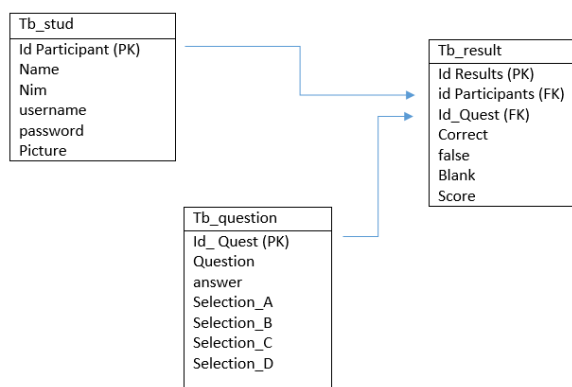 Tb_stud
Id Participant (PK)
Name
Nim
username
password
Picture
Tb_result
Id Results (PK)
id Participants (FK)
Id_Quest (FK)
Correct
false
Blank
Score
Tb_question
Id_ Quest (PK)
Question
answer
Selection_A
Selection_B
Selection_C
Selection_D